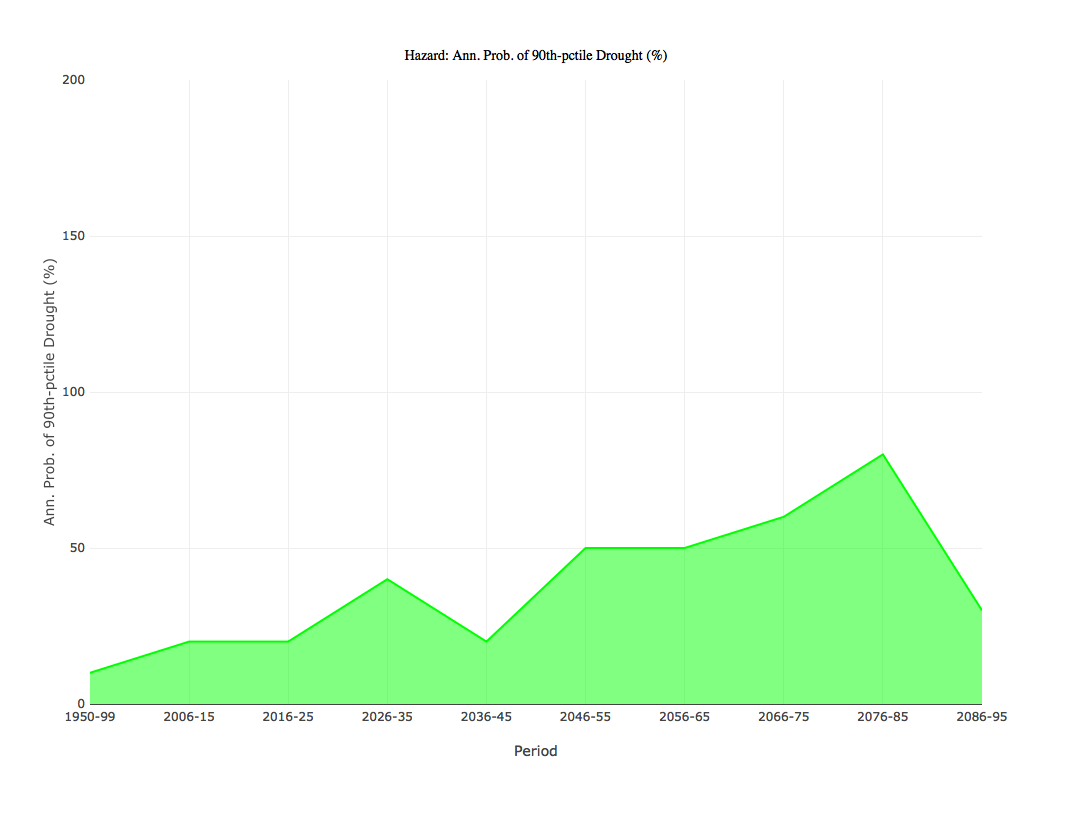 Hazard: Ann. Prob. of 90th-pctile Drought (%)
200
150
100
50
0
Ann. Prob. of 90th-pctile Drought (%)
1950-99 2006-15 2016-25 2026-35 2036-45 2046-55 2056-65 2066-75 2076-85 2086-95
Period